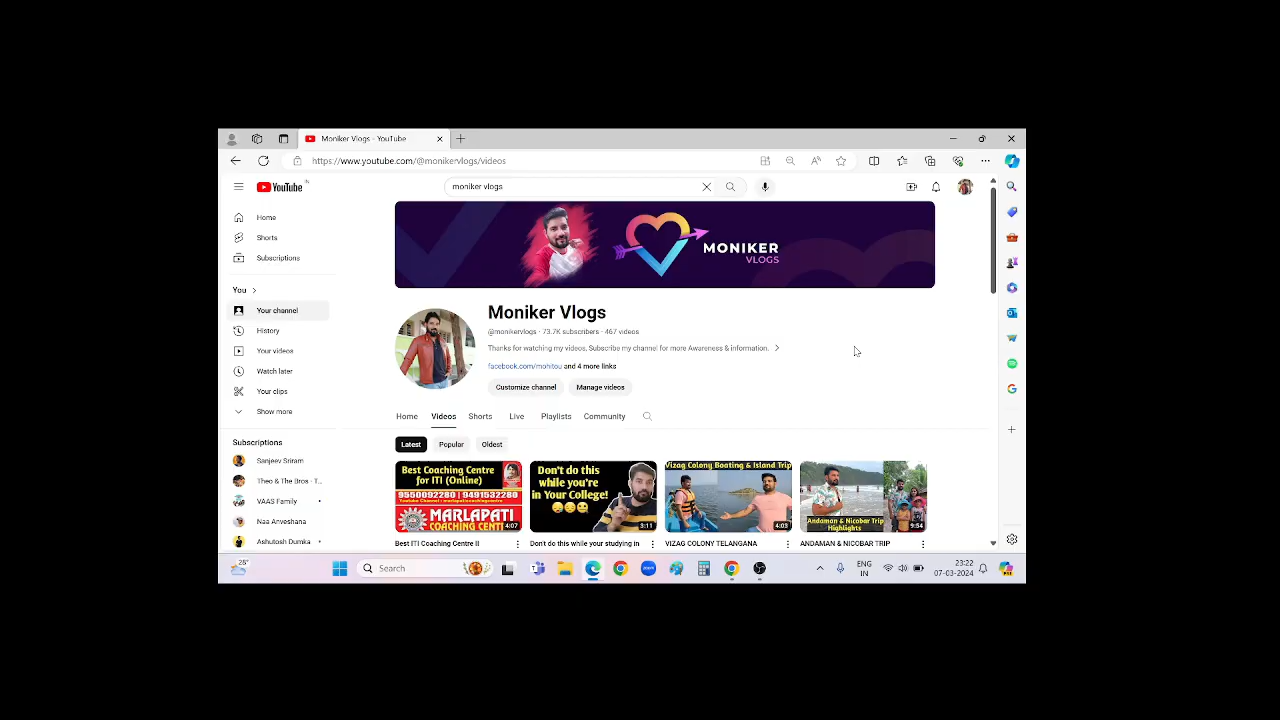 Moniker Vlogs - YouTube
https://www.youtube.com/@monikervlogs/videos
YouTube IN
moniker vlogs
Home
Shorts
Subscriptions
You
Your channel
History
Your videos
Watch later
Your clips
Show more
Subscriptions
Sanjeev Sriram
Theo & The Bros · T...
VAAS Family
Naa Anveshana
Ashutosh Dumka
MONIKER
VLOGS
Moniker Vlogs
@monikervlogs · 73.7K subscribers · 467 videos
Thanks for watching my videos, Subscribe my channel for more Awareness & information.
facebook.com/mohitou and 4 more links
Customize channel
Manage videos
Home Videos Shorts Live Playlists Community
Latest Popular Oldest
Best Coaching Centre
for ITI (Online)
9550092280 | 9491532280
Youtube Channel : marlapaticoachingcentre
MARLAPATI
COACHING CENT
4:07
Best ITI Coaching Centre II
Don't do this
while you're
in Your College!
3:11
Don't do this while your studying in
Vizag Colony Boating & Island Trip
4:03
VIZAG COLONY TELANGANA
Andaman & Nicobar Trip
Highlights
9:54
ANDAMAN & NICOBAR TRIP
28°
Search
ENG
IN
23:22
07-03-2024